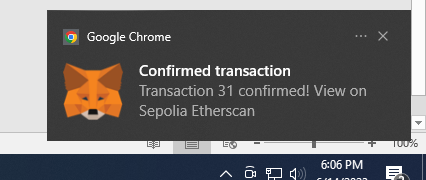 Google Chrome
Confirmed transaction
Transaction 31 confirmed! View on
Sepolia Etherscan
100%
6:06 PM